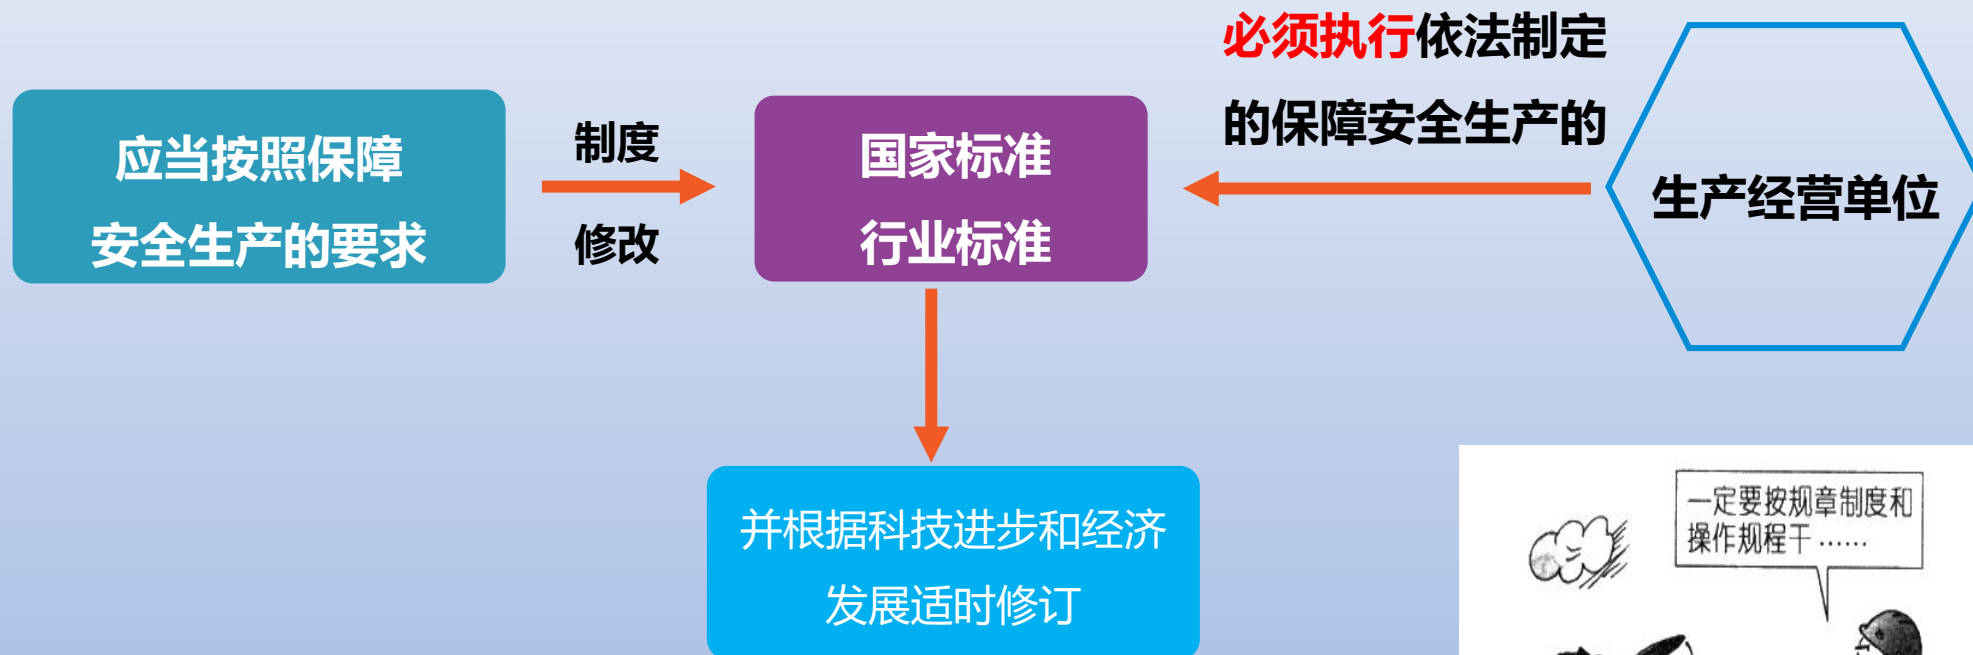 应当按照保障
安全生产的要求
制度
修改
国家标准
行业标准
必须执行依法制定
的保障安全生产的
生产经营单位
并根据科技进步和经济
发展适时修订
一定要按规章制度和
操作规程干……